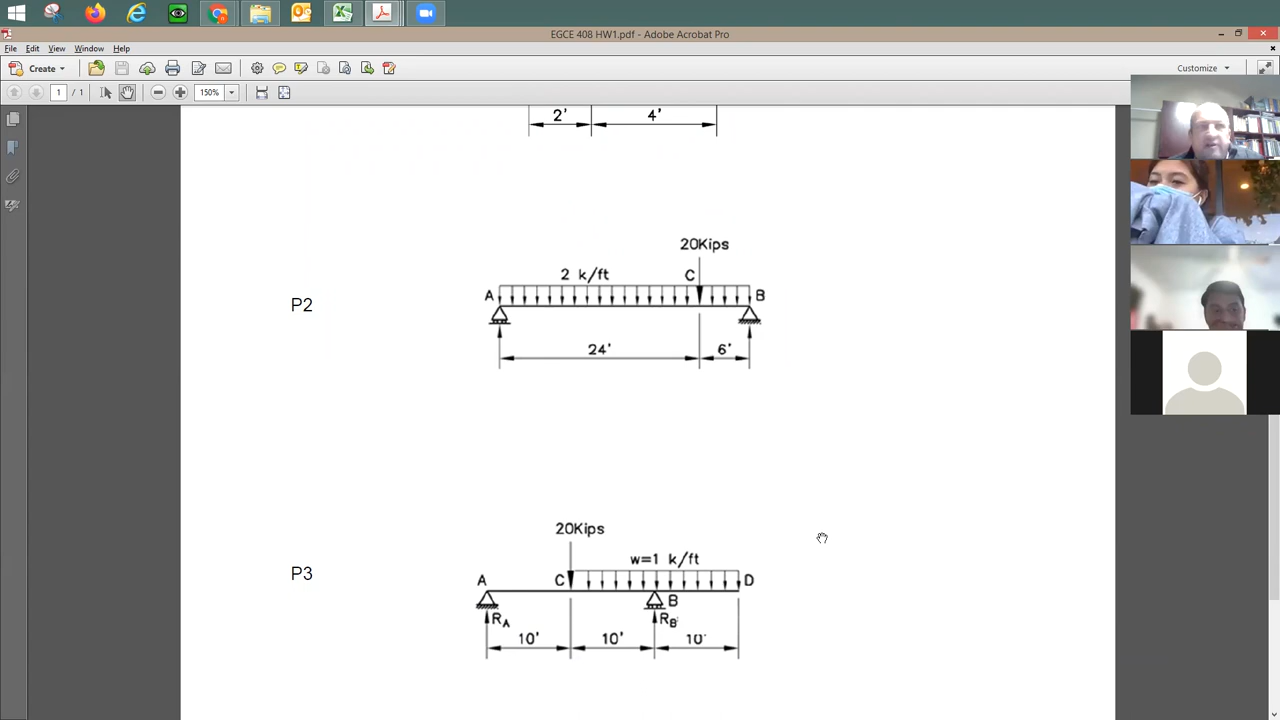 EGCE 408 HW1.pdf - Adobe Acrobat Pro
File Edit View Window Help
Create
Customize
1 / 1
150%
2' 4'
20Kips
2 k/ft C
A B
P2
24' 6'
20Kips
w=1 k/ft
P3
A C D
B
RA RB
10' 10' 10'